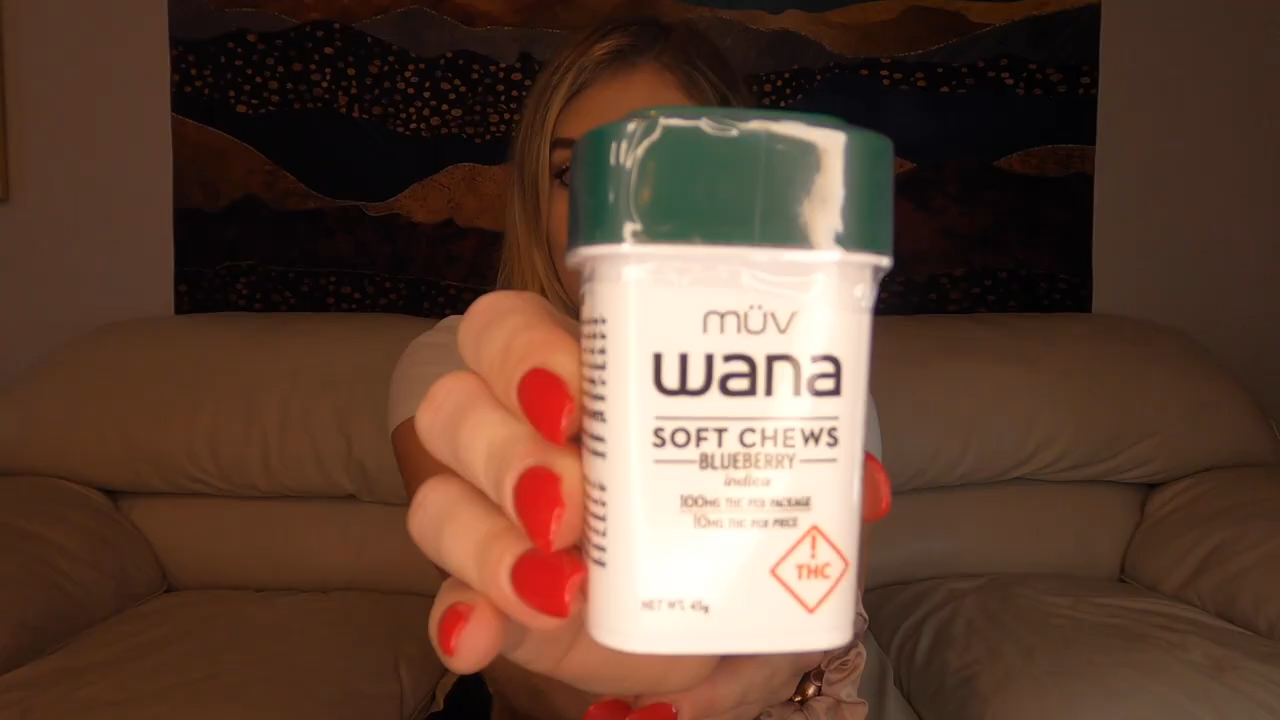 müv
wana
SOFT CHEWS
BLUEBERRY
indica
100MG THC PER PACKAGE
10MG THC PER PIECE
!
THC
NET WT. 45g